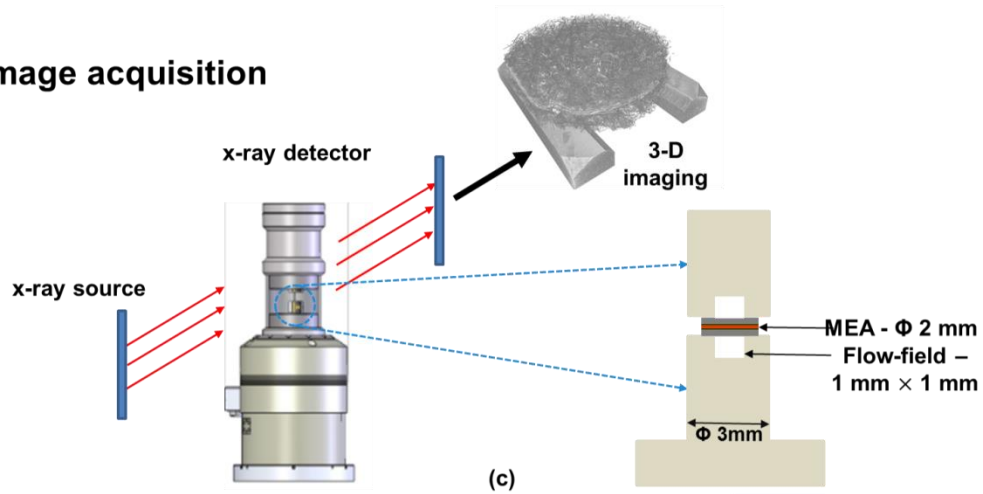 mage acquisition
x-ray detector
3-D
imaging
x-ray source
MEA - Φ 2 mm
Flow-field –
1 mm × 1 mm
Φ 3mm
(c)